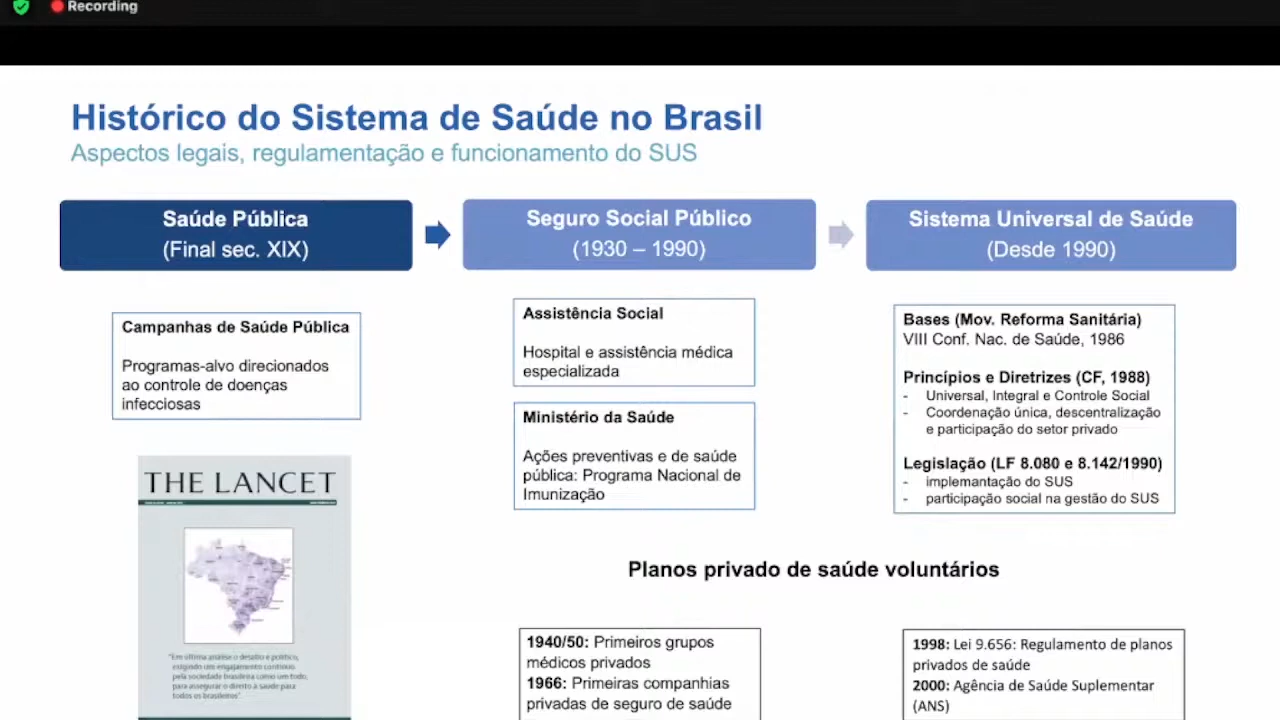 Recording
Histórico do Sistema de Saúde no Brasil
Aspectos legais, regulamentação e funcionamento do SUS
Saúde Pública
(Final sec. XIX)
Seguro Social Público
(1930 – 1990)
Sistema Universal de Saúde
(Desde 1990)
Campanhas de Saúde Pública
Programas-alvo direcionados
ao controle de doenças
infecciosas
Assistência Social
Hospital e assistência médica
especializada
Ministério da Saúde
Ações preventivas e de saúde
pública: Programa Nacional de
Imunização
Bases (Mov. Reforma Sanitária)
VIII Conf. Nac. de Saúde, 1986
Princípios e Diretrizes (CF, 1988)
- Universal, Integral e Controle Social
- Coordenação única, descentralização
e participação do setor privado
Legislação (LF 8.080 e 8.142/1990)
- implemantação do SUS
- participação social na gestão do SUS
THE LANCET
"Em última análise o desafio é político,
exigindo um engajamento contínuo
pela sociedade brasileira como um todo,
para assegurar o direito à saúde para
todos os brasileiros".
Planos privado de saúde voluntários
1940/50: Primeiros grupos
médicos privados
1966: Primeiras companhias
privadas de seguro de saúde
1998: Lei 9.656: Regulamento de planos
privados de saúde
2000: Agência de Saúde Suplementar
(ANS)